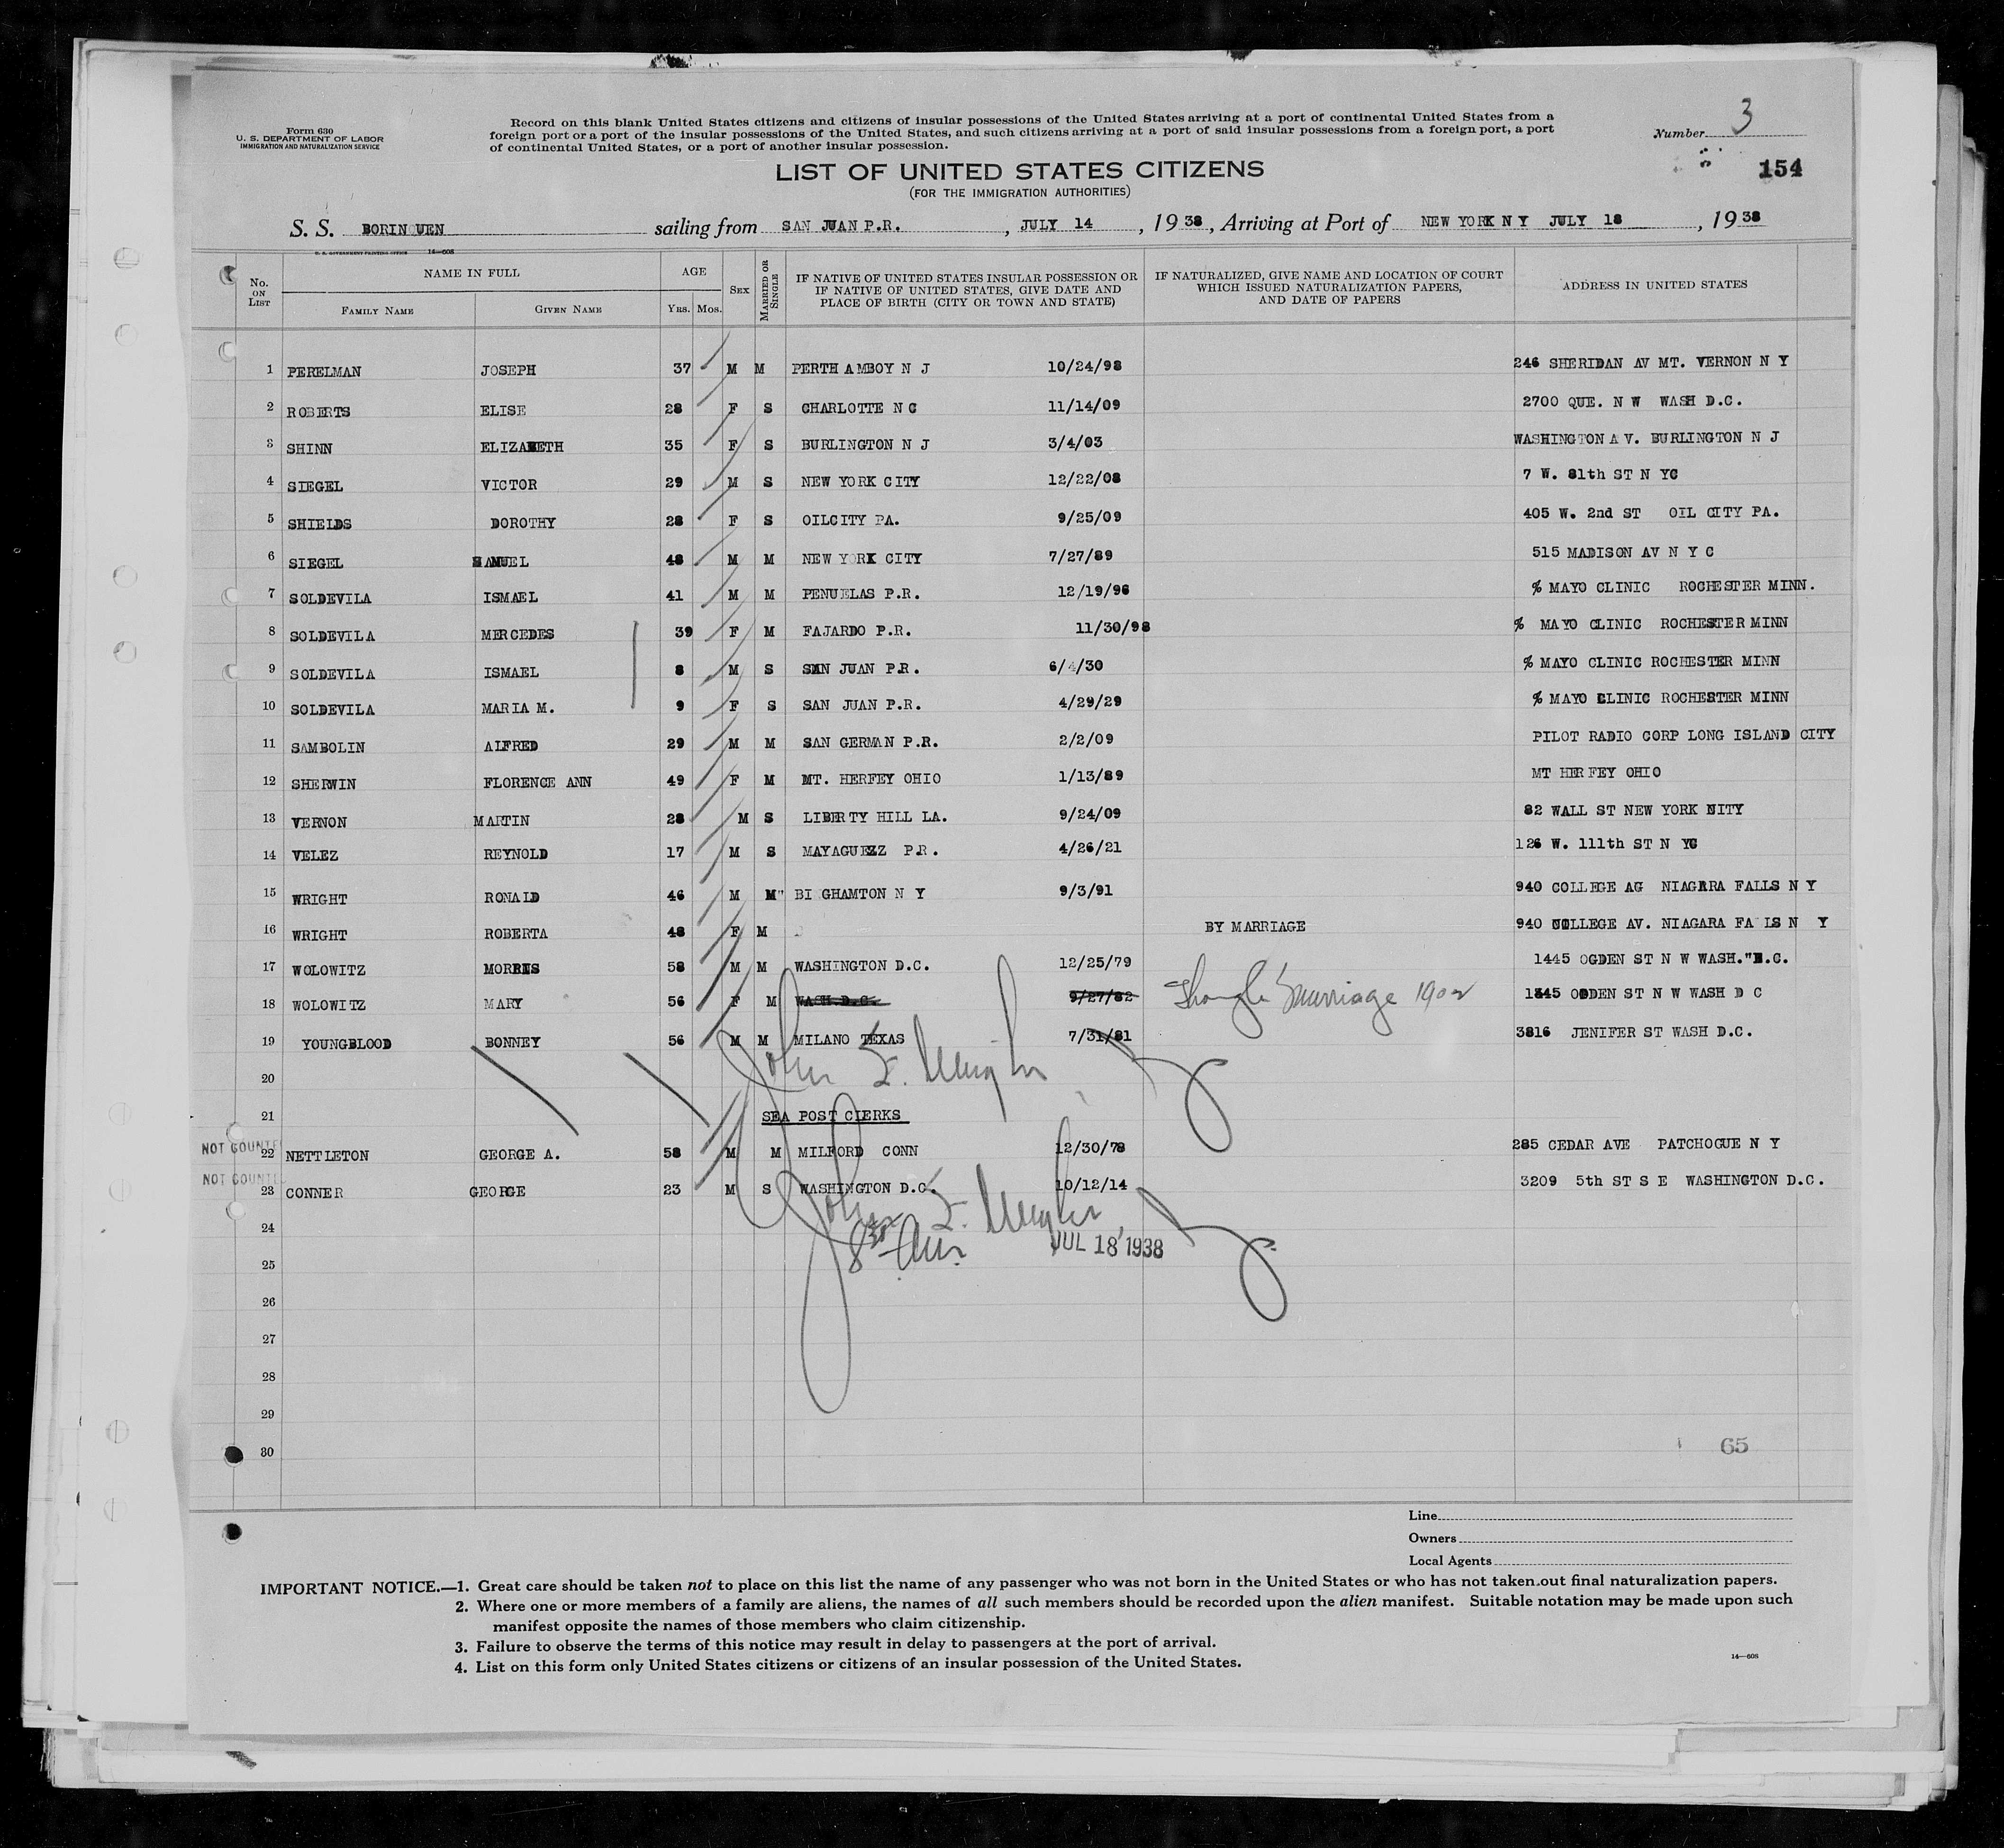 Form 630
U. S. DEPARTMENT OF LABOR
IMMIGRATION AND NATURALIZATION SERVICE
Record on this blank United States citizens and citizens of insular possessions of the United States arriving at a port of continental United States from a
foreign port or a port of the insular possessions of the United States, and such citizens arriving at a port of said insular possessions from a foreign port, a port
of continental United States, or a port of another insular possession.
Number 3
154
LIST OF UNITED STATES CITIZENS
(FOR THE IMMIGRATION AUTHORITIES)
S. S. BORIN UEN sailing from SAN JUAN P.R. , JULY 14 , 1938, Arriving at Port of NEW YORK N Y JULY 18 , 1938
U. S. GOVERNMENT PRINTING OFFICE 14—608
No. ON LIST
NAME IN FULL
FAMILY NAME
GIVEN NAME
AGE
YRS. MOS.
SEX
MARRIED OR SINGLE
IF NATIVE OF UNITED STATES INSULAR POSSESSION OR
IF NATIVE OF UNITED STATES, GIVE DATE AND
PLACE OF BIRTH (CITY OR TOWN AND STATE)
IF NATURALIZED, GIVE NAME AND LOCATION OF COURT
WHICH ISSUED NATURALIZATION PAPERS,
AND DATE OF PAPERS
ADDRESS IN UNITED STATES
1 PERELMAN JOSEPH 37 M M PERTH AMBOY N J 10/24/98 246 SHERIDAN AV MT. VERNON N Y
2 ROBERTS ELISE 28 F S CHARLOTTE N C 11/14/09 2700 QUE. N W WASH D.C.
3 SHINN ELIZABETH 35 F S BURLINGTON N J 3/4/03 WASHINGTON AV. BURLINGTON N J
4 SIEGEL VICTOR 29 M S NEW YORK CITY 12/22/08 7 W. 81th ST N YC
5 SHIELDS DOROTHY 28 F S OILCITY PA. 9/25/09 405 W. 2nd ST OIL CITY PA.
6 SIEGEL SAMUEL 48 M M NEW YORK CITY 7/27/89 515 MADISON AV N Y C
7 SOLDEVILA ISMAEL 41 M M PENUELAS P.R. 12/19/96 % MAYO CLINIC ROCHESTER MINN.
8 SOLDEVILA MERCEDES 39 F M FAJARDO P.R. 11/30/98 % MAYO CLINIC ROCHESTER MINN
9 SOLDEVILA ISMAEL 8 M S SAN JUAN P.R. 6/4/30 % MAYO CLINIC ROCHESTER MINN
10 SOLDEVILA MARIA M. 9 F S SAN JUAN P.R. 4/29/29 % MAYO CLINIC ROCHESTER MINN
11 SAMBOLIN ALFRED 29 M M SAN GERMAN P.R. 2/2/09 PILOT RADIO CORP LONG ISLAND CITY
12 SHERWIN FLORENCE ANN 49 F M MT. HERFEY OHIO 1/13/89 MT HERFEY OHIO
13 VERNON MARTIN 28 M S LIBERTY HILL LA. 9/24/09 82 WALL ST NEW YORK NITY
14 VELEZ REYNOLD 17 M S MAYAGUEZZ P.R. 4/26/21 126 W. 111th ST N YC
15 WRIGHT RONALD 46 M M" BI GHAMTON N Y 9/3/91 940 COLLEGE AG NIAGARA FALLS N Y
16 WRIGHT ROBERTA 48 F M BY MARRIAGE 940 COLLEGE AV. NIAGARA FA LS N Y
17 WOLOWITZ MORRIS 58 M M WASHINGTON D.C. 12/25/79 1445 OGDEN ST N W WASH."D.C.
18 WOLOWITZ MARY 56 F M WASH.D.C. 9/27/82 Through Marriage 1902 1445 OGDEN ST N W WASH D C
19 YOUNGBLOOD BONNEY 56 M M MILANO TEXAS 7/31/81 3816 JENIFER ST WASH D.C.
20
21 SEA POST CLERKS
NOT COUNTE
22 NETTLETON GEORGE A. 58 M M MILFORD CONN 12/30/78 285 CEDAR AVE PATCHOGUE N Y
NOT COUNTE
23 CONNER GEORGE 23 M S WASHINGTON D.C. 10/12/14 3209 5th ST S E WASHINGTON D.C.
24
JUL 18 1938
25
26
27
28
29
30
65
Line
Owners
Local Agents
IMPORTANT NOTICE.—1. Great care should be taken not to place on this list the name of any passenger who was not born in the United States or who has not taken out final naturalization papers.
2. Where one or more members of a family are aliens, the names of all such members should be recorded upon the alien manifest. Suitable notation may be made upon such
manifest opposite the names of those members who claim citizenship.
3. Failure to observe the terms of this notice may result in delay to passengers at the port of arrival.
4. List on this form only United States citizens or citizens of an insular possession of the United States.
14—608